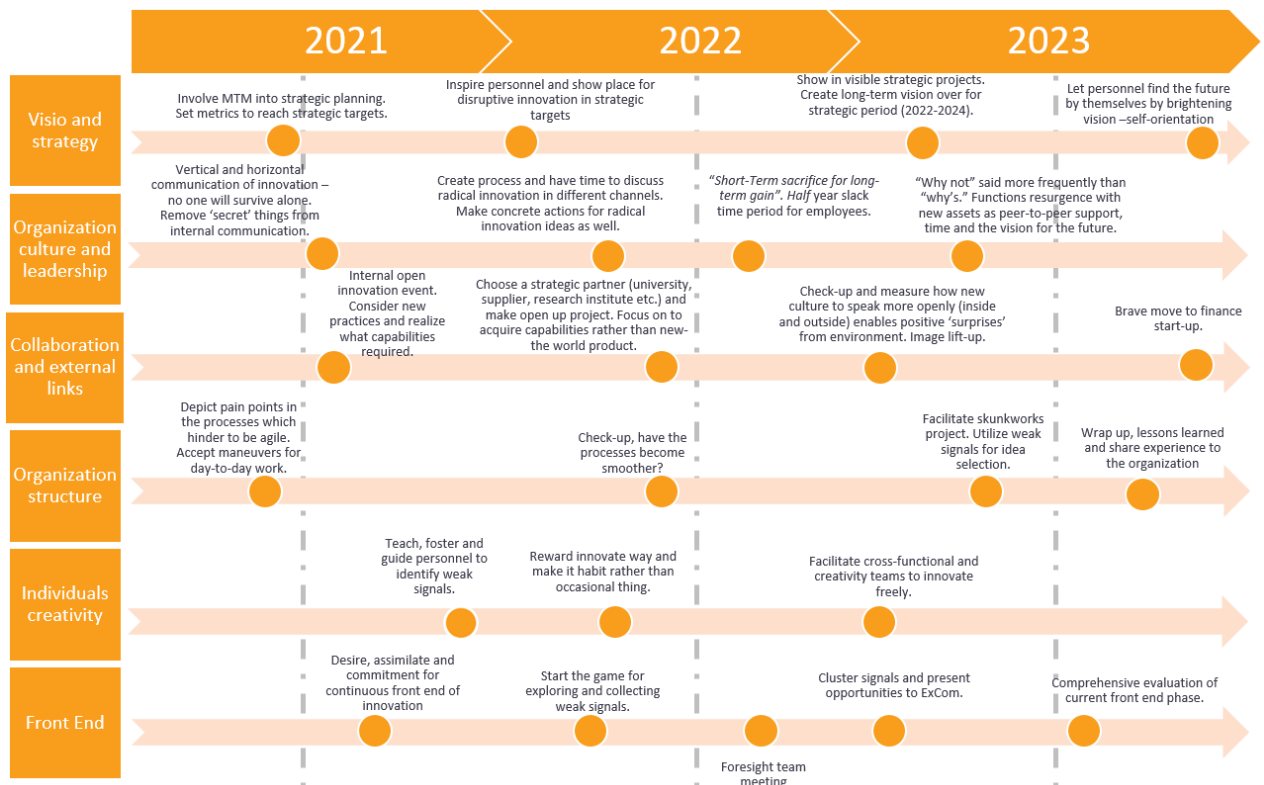 2021
2022
2023
Visio and
strategy
Involve MTM into strategic planning.
Set metrics to reach strategic targets.
Inspire personnel and show place for
disruptive innovation in strategic
targets
Show in visible strategic projects.
Create long-term vision over for
strategic period (2022-2024).
Let personnel find the future
by themselves by brightening
vision –self-orientation
Organization
culture and
leadership
Vertical and horizontal
communication of innovation –
no one will survive alone.
Remove ‘secret’ things from
internal communication.
Create process and have time to discuss
radical innovation in different channels.
Make concrete actions for radical
innovation ideas as well.
“Short-Term sacrifice for long-
term gain”. Half year slack
time period for employees.
“Why not” said more frequently than
“why's.” Functions resurgence with
new assets as peer-to-peer support,
time and the vision for the future.
Collaboration
and external
links
Internal open
innovation event.
Consider new
practices and realize
what capabilities
required.
Choose a strategic partner (university,
supplier, research institute etc.) and
make open up project. Focus on to
acquire capabilities rather than new-
the world product.
Check-up and measure how new
culture to speak more openly (inside
and outside) enables positive ‘surprises’
from environment. Image lift-up.
Brave move to finance
start-up.
Organization
structure
Depict pain points in
the processes which
hinder to be agile.
Accept maneuvers for
day-to-day work.
Check-up, have the
processes become
smoother?
Facilitate skunkworks
project. Utilize weak
signals for idea
selection.
Wrap up, lessons learned
and share experience to
the organization
Individuals
creativity
Teach, foster and
guide personnel to
identify weak
signals.
Reward innovate way and
make it habit rather than
occasional thing.
Facilitate cross-functional and
creativity teams to innovate
freely.
Front End
Desire, assimilate and
commitment for
continuous front end of
innovation
Start the game for
exploring and collecting
weak signals.
Foresight team
meeting
Cluster signals and present
opportunities to ExCom.
Comprehensive evaluation of
current front end phase.